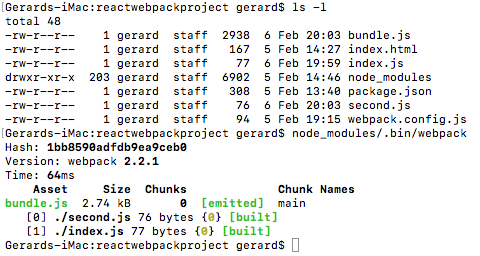 Gerards-iMac:reactwebpackproject gerard$ ls -l
total 48
-rw-r--r--    1 gerard  staff  2938  6 Feb 20:03 bundle.js
-rw-r--r--    1 gerard  staff   167  5 Feb 14:27 index.html
-rw-r--r--    1 gerard  staff    77  6 Feb 19:59 index.js
drwxr-xr-x  203 gerard  staff  6902  5 Feb 14:46 node_modules
-rw-r--r--    1 gerard  staff   308  5 Feb 13:40 package.json
-rw-r--r--    1 gerard  staff    76  6 Feb 20:03 second.js
-rw-r--r--    1 gerard  staff    94  5 Feb 19:15 webpack.config.js
Gerards-iMac:reactwebpackproject gerard$ node_modules/.bin/webpack
Hash: 1bb8590adfdb9ea9ceb0
Version: webpack 2.2.1
Time: 64ms
    Asset     Size  Chunks             Chunk Names
bundle.js  2.74 kB       0  [emitted]  main
   [0] ./second.js 76 bytes {0} [built]
   [1] ./index.js 77 bytes {0} [built]
Gerards-iMac:reactwebpackproject gerard$